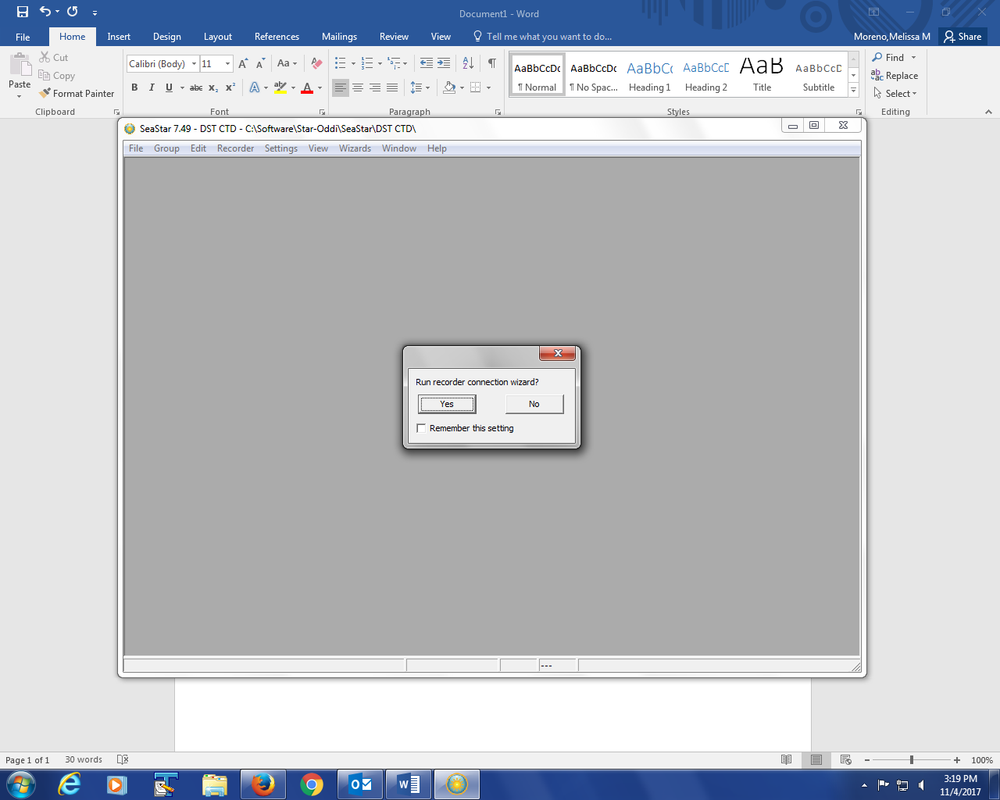 Document1 - Word
File Home Insert Design Layout References Mailings Review View Tell me what you want to do... Moreno,Melissa M Share
Paste
Cut
Copy
Format Painter
Clipboard
Calibri (Body) 11 A A Aa A
B I U abc x₂ x² A ab A
Font
A Z ¶
Paragraph
AaBbCcDc AaBbCcDc AaBbCc AaBbCcD AaB AaBbCcD
¶ Normal ¶ No Spac... Heading 1 Heading 2 Title Subtitle
Styles
Find
ab ac Replace
Select
Editing
SeaStar 7.49 - DST CTD - C:\Software\Star-Oddi\SeaStar\DST CTD\
File Group Edit Recorder Settings View Wizards Window Help
Run recorder connection wizard?
Yes No
Remember this setting
---
Page 1 of 1 30 words 100%
3:19 PM
11/4/2017